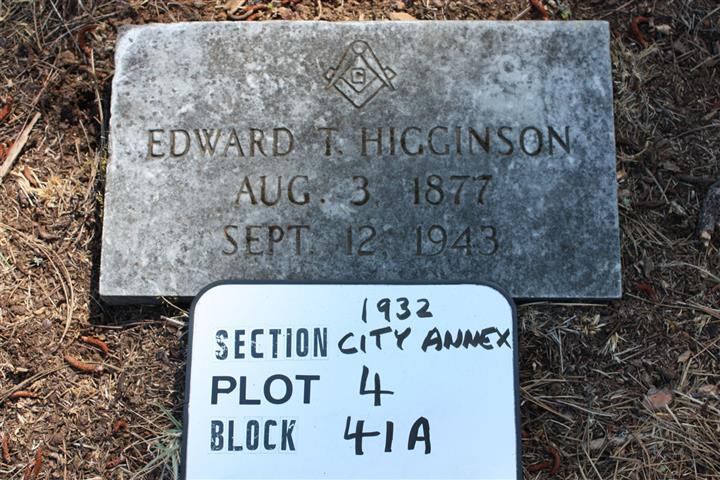 G
EDWARD T. HIGGINSON
AUG. 3, 1877
SEPT. 12, 1943
1932
SECTION CITY ANNEX
PLOT 4
BLOCK 41A